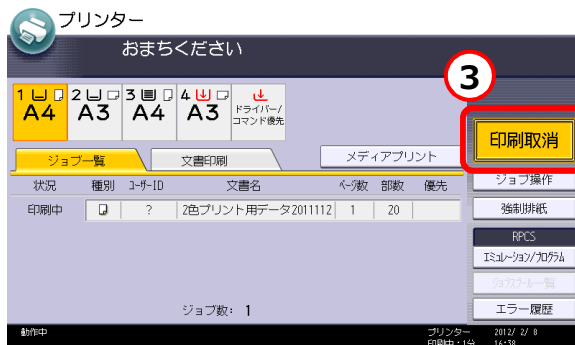 プリンター
おまちください
3
1 2 3 4
A4 A3 A4 A3 ドライバー/
コマンド優先
印刷取消
ジョブ一覧 文書印刷 メディアプリント
ジョブ操作
状況 種別 ユーザーID 文書名 ページ数 部数 優先
印刷中 ? 2色プリント用データ2011112 1 20
強制排紙
RPCS
エミュレーション/プログラム
ジョブスプール一覧
ジョブ数: 1
エラー履歴
動作中 プリンター 2012/ 2/ 8
印刷中:1分 16:38